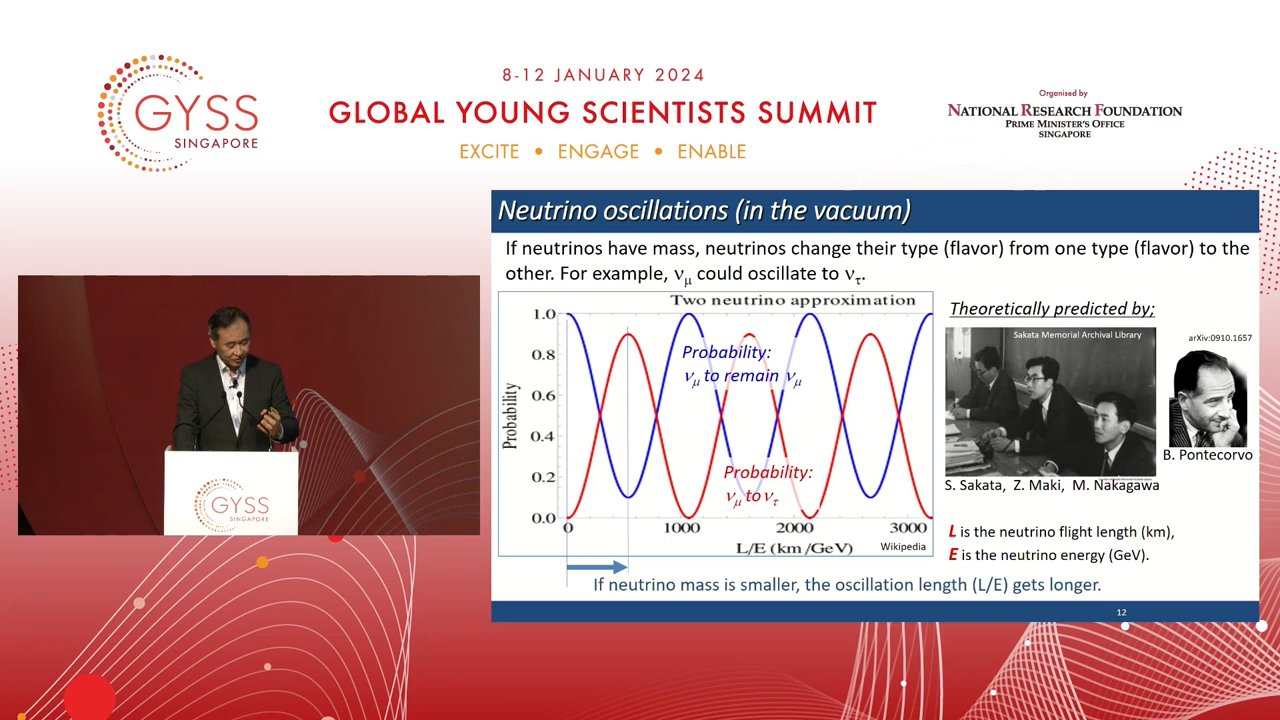 GYSS
SINGAPORE
8-12 JANUARY 2024
GLOBAL YOUNG SCIENTISTS SUMMIT
EXCITE • ENGAGE • ENABLE
Organised by
NATIONAL RESEARCH FOUNDATION
PRIME MINISTER'S OFFICE
SINGAPORE
Neutrino oscillations (in the vacuum)
If neutrinos have mass, neutrinos change their type (flavor) from one type (flavor) to the
other. For example, νμ could oscillate to ντ.
Two neutrino approximation
1.0
0.8
0.6
0.4
0.2
0.0
Probability
Probability:
νμ to remain νμ
Probability:
νμ to ντ
0
1000
2000
3000
L/E (km/GeV)
Wikipedia
Theoretically predicted by;
Sakata Memorial Archival Library
arXiv:0910.1657
B. Pontecorvo
S. Sakata, Z. Maki, M. Nakagawa
L is the neutrino flight length (km),
E is the neutrino energy (GeV).
If neutrino mass is smaller, the oscillation length (L/E) gets longer.
12
GYSS
SINGAPORE